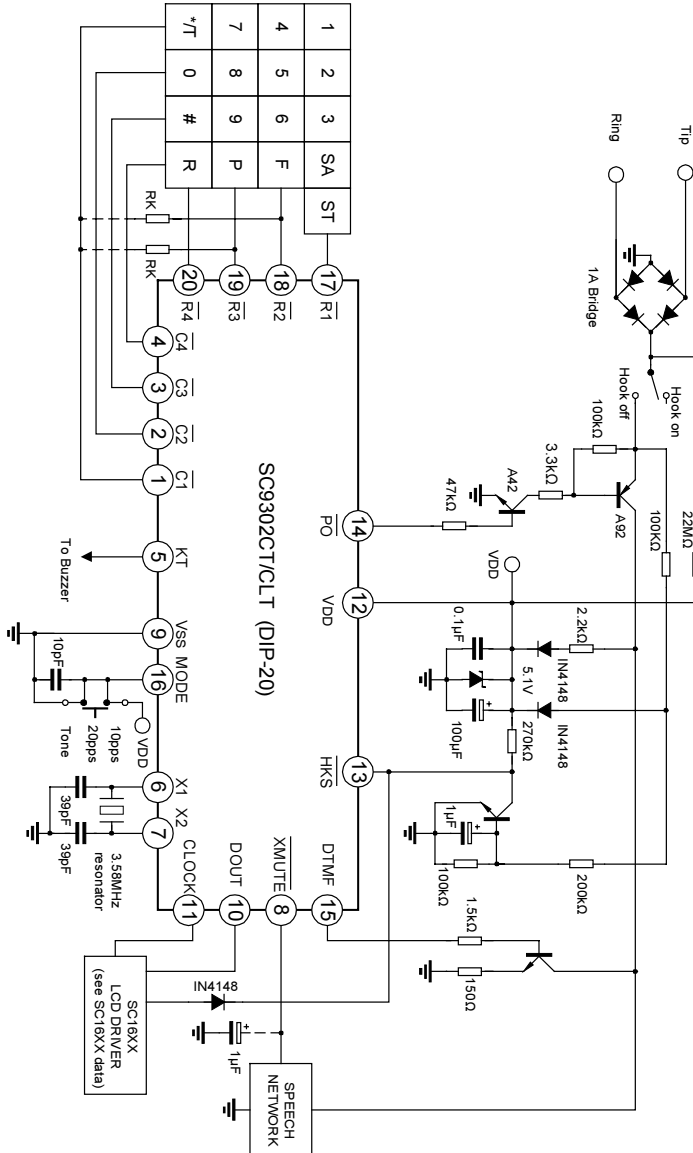 Tip
Ring
1A Bridge
Hook on
Hook off
22MΩ
100KΩ
100kΩ
A92
3.3kΩ
A42
47kΩ
VDD
2.2kΩ
IN4148
IN4148
0.1μF
5.1V
100μF
+
270kΩ
1μF
+
100kΩ
200kΩ
1.5kΩ
150Ω
1 2 3 SA ST
4 5 6 F
7 8 9 P
*/T 0 # R
RK
RK
17 R1
18 R2
19 R3
20 R4
14 PO
12 VDD
13 HKS
15 DTMF
8 XMUTE
10 DOUT
11 CLOCK
SC9302CT/CLT (DIP-20)
4 C4
3 C3
2 C2
1 C1
5 KT
9 VSS
16 MODE
6 X1
7 X2
To Buzzer
10pF
VDD
10pps
20pps
Tone
39pF
39pF
3.58MHz
resonator
IN4148
1μF
+
SPEECH
NETWORK
SC16XX
LCD DRIVER
(see SC16XX data)